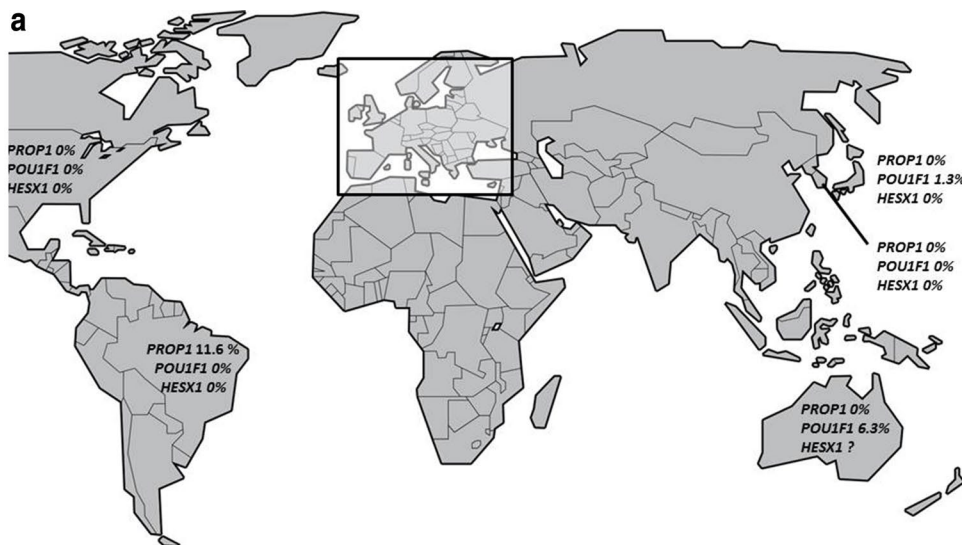 a
PROP1 0%
POU1F1 0%
HESX1 0%
PROP1 0%
POU1F1 1.3%
HESX1 0%
PROP1 0%
POU1F1 0%
HESX1 0%
PROP1 11.6 %
POU1F1 0%
HESX1 0%
PROP1 0%
POU1F1 6.3%
HESX1 ?